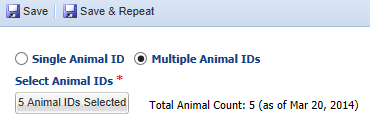 Save Save & Repeat
Single Animal ID Multiple Animal IDs
Select Animal IDs *
5 Animal IDs Selected Total Animal Count: 5 (as of Mar 20, 2014)